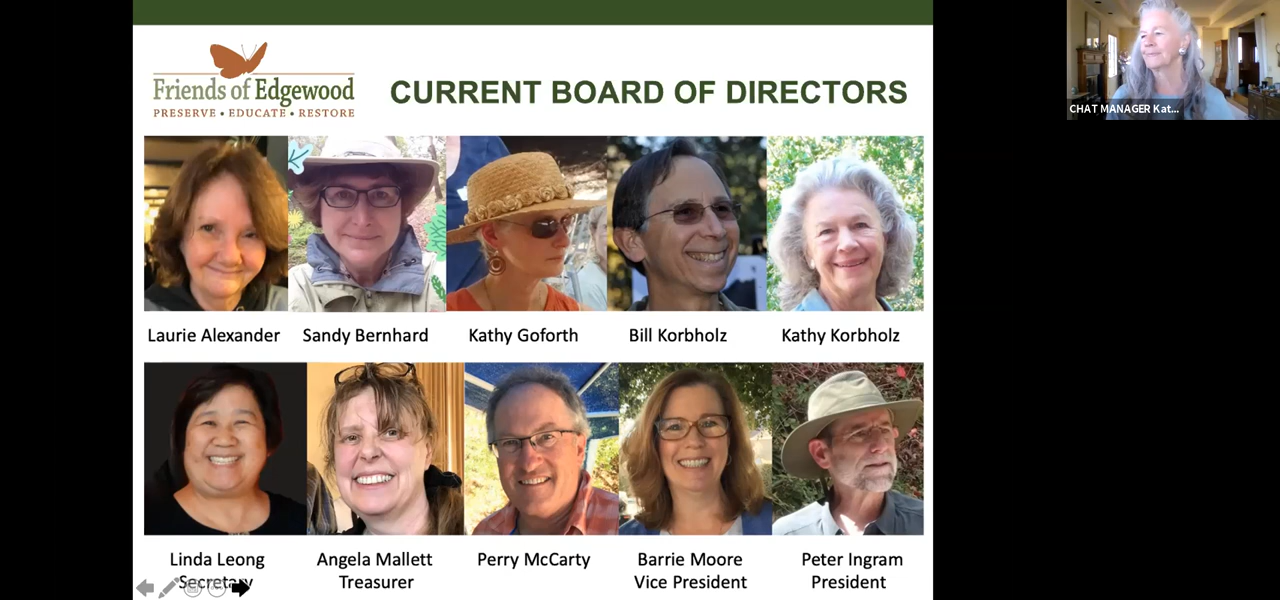 Friends of Edgewood
PRESERVE • EDUCATE • RESTORE
CURRENT BOARD OF DIRECTORS
CHAT MANAGER Kat...
Laurie Alexander
Sandy Bernhard
Kathy Goforth
Bill Korbholz
Kathy Korbholz
Linda Leong
Secretary
Angela Mallett
Treasurer
Perry McCarty
Barrie Moore
Vice President
Peter Ingram
President